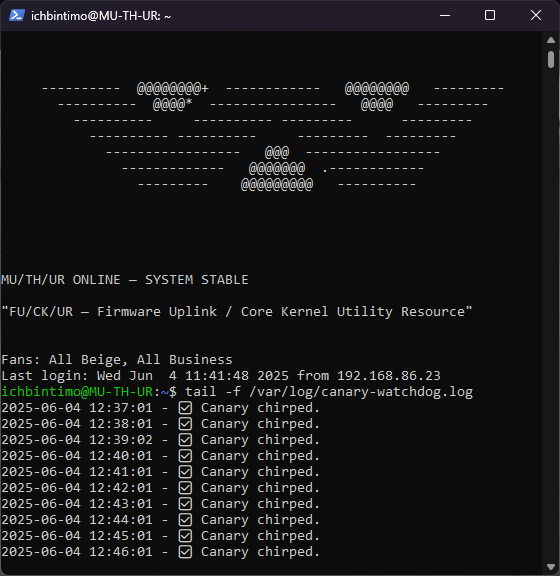 ichbintimo@MU-TH-UR: ~
----------  @@@@@@@@+  ------------   @@@@@@@@   ---------
----------  @@@@*  ----------------   @@@@   ---------
----------     ---------- ---------      ---------
---------- ----------     ---------  ---------
-----------------   @@@  -----------------
-------------   @@@@@@@  .------------
---------    @@@@@@@@@   ----------
MU/TH/UR ONLINE — SYSTEM STABLE
"FU/CK/UR — Firmware Uplink / Core Kernel Utility Resource"
Fans: All Beige, All Business
Last login: Wed Jun  4 11:41:48 2025 from 192.168.86.23
ichbintimo@MU-TH-UR:~$ tail -f /var/log/canary-watchdog.log
2025-06-04 12:37:01 - ☑ Canary chirped.
2025-06-04 12:38:01 - ☑ Canary chirped.
2025-06-04 12:39:02 - ☑ Canary chirped.
2025-06-04 12:40:01 - ☑ Canary chirped.
2025-06-04 12:41:01 - ☑ Canary chirped.
2025-06-04 12:42:01 - ☑ Canary chirped.
2025-06-04 12:43:01 - ☑ Canary chirped.
2025-06-04 12:44:01 - ☑ Canary chirped.
2025-06-04 12:45:01 - ☑ Canary chirped.
2025-06-04 12:46:01 - ☑ Canary chirped.